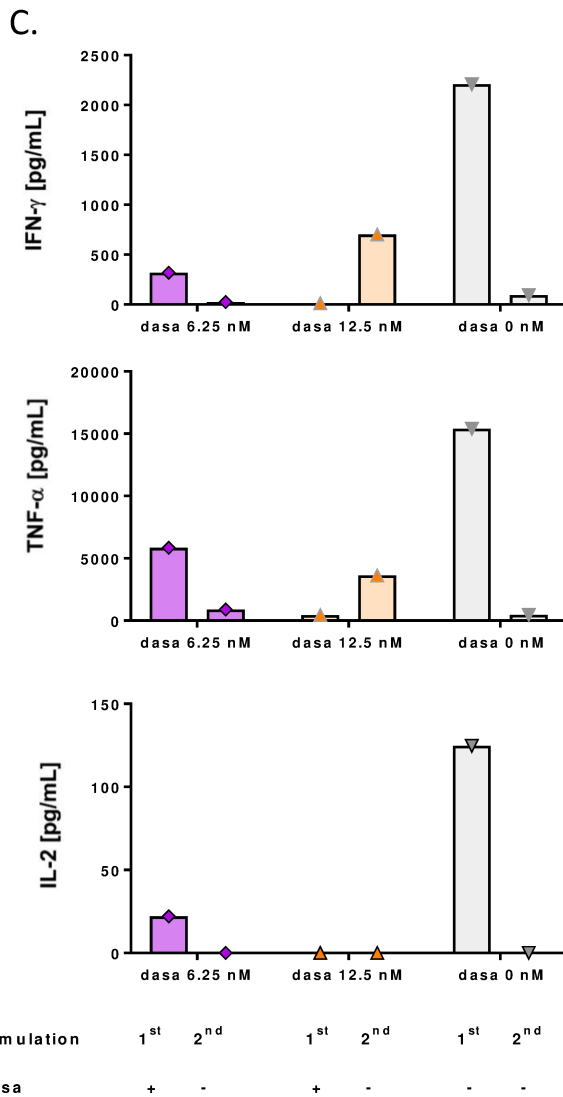 C.
IFN-γ [pg/mL]
2500
2000
1500
1000
500
0
dasa 6.25 nM dasa 12.5 nM dasa 0 nM
TNF-α [pg/mL]
20000
15000
10000
5000
0
dasa 6.25 nM dasa 12.5 nM dasa 0 nM
IL-2 [pg/mL]
150
100
50
0
dasa 6.25 nM dasa 12.5 nM dasa 0 nM
mulation 1st 2nd 1st 2nd 1st 2nd
sa + - + - - -